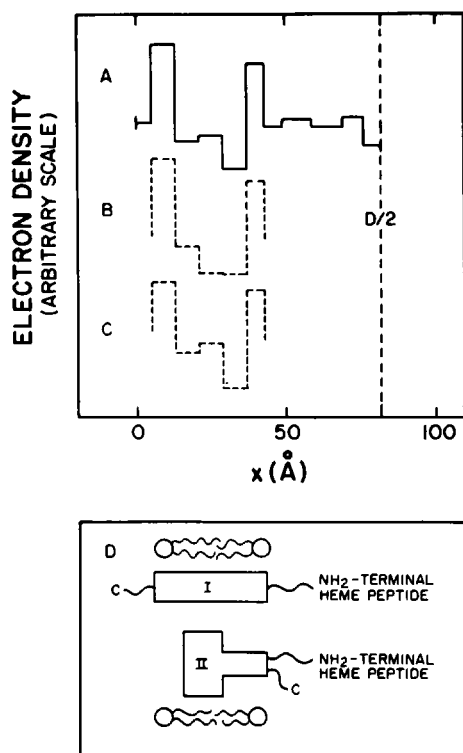 ELECTRON DENSITY
(ARBITRARY SCALE)
A
B
C
D/2
0
50
100
x(Å)
D
C
I
NH₂-TERMINAL
HEME PEPTIDE
II
NH₂-TERMINAL
HEME PEPTIDE
C